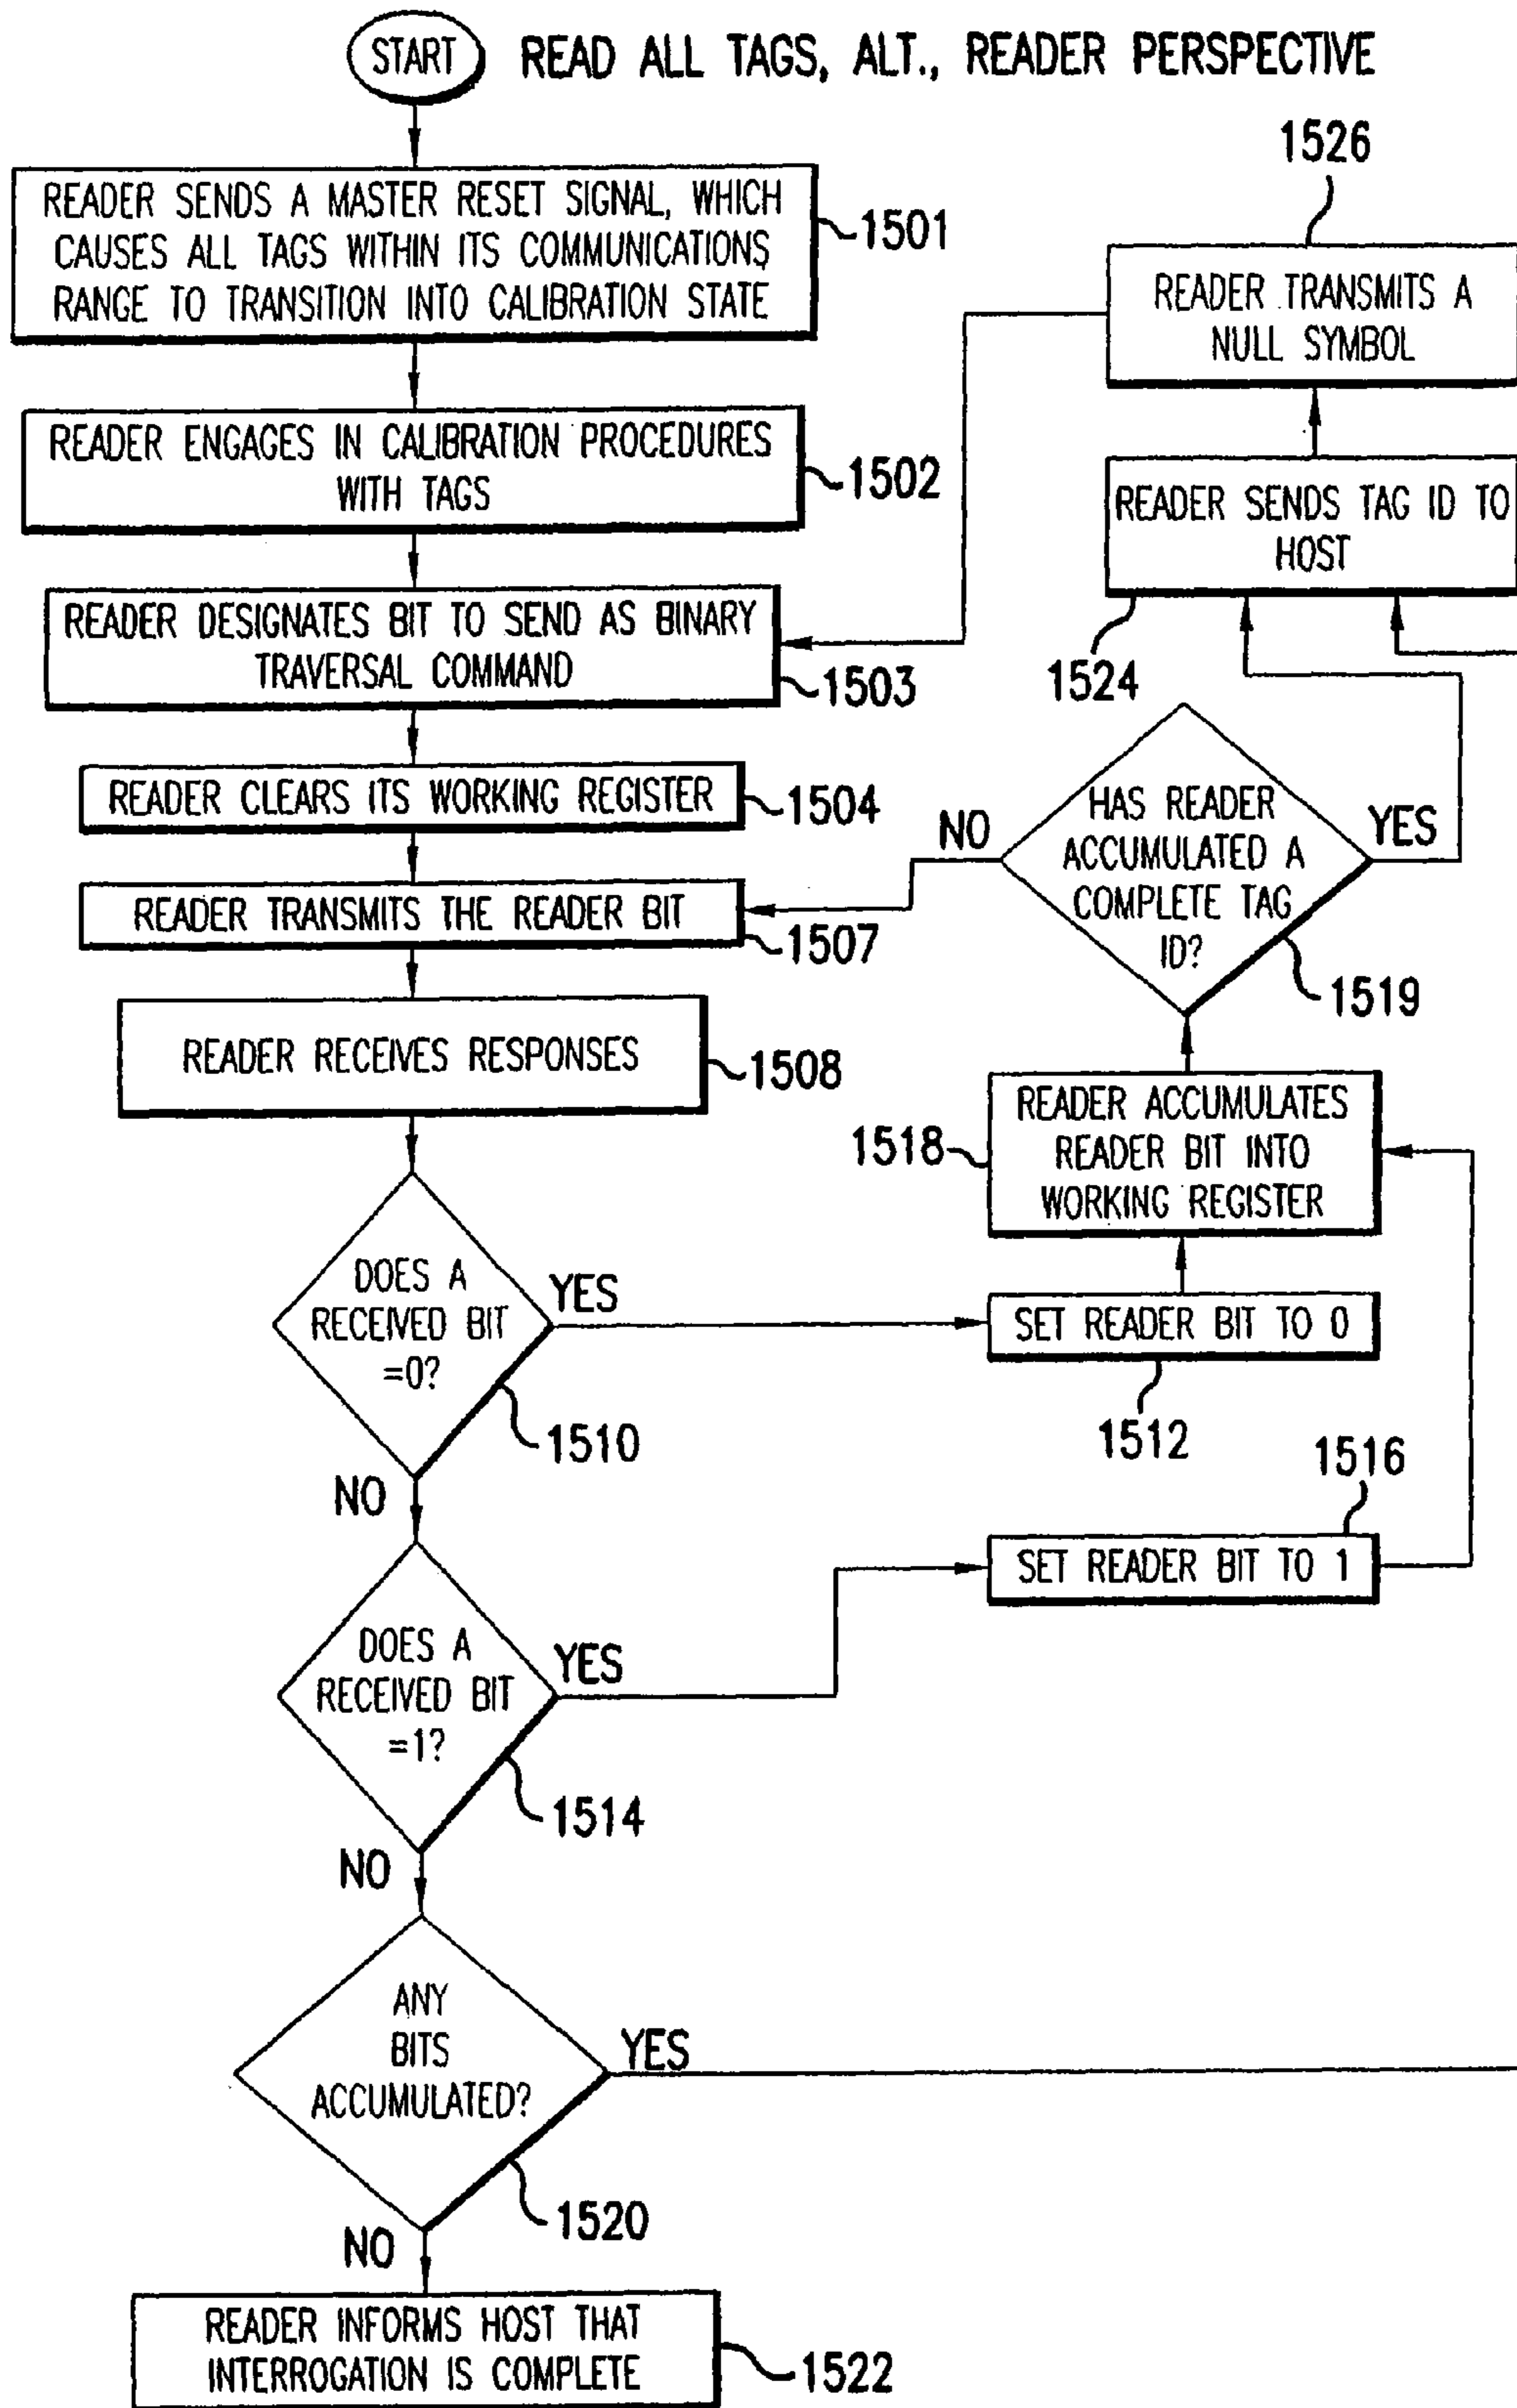 START
READ ALL TAGS, ALT., READER PERSPECTIVE
READER SENDS A MASTER RESET SIGNAL, WHICH
CAUSES ALL TAGS WITHIN ITS COMMUNICATIONS
RANGE TO TRANSITION INTO CALIBRATION STATE
1501
READER ENGAGES IN CALIBRATION PROCEDURES
WITH TAGS
1502
READER DESIGNATES BIT TO SEND AS BINARY
TRAVERSAL COMMAND
1503
READER CLEARS ITS WORKING REGISTER
1504
READER TRANSMITS THE READER BIT
1507
READER RECEIVES RESPONSES
1508
DOES A
RECEIVED BIT
=0?
YES
1510
NO
DOES A
RECEIVED BIT
=1?
YES
1514
NO
ANY
BITS
ACCUMULATED?
YES
1520
NO
READER INFORMS HOST THAT
INTERROGATION IS COMPLETE
1522
1526
READER TRANSMITS A
NULL SYMBOL
READER SENDS TAG ID TO
HOST
1524
HAS READER
ACCUMULATED A
COMPLETE TAG
ID?
NO
YES
1519
READER ACCUMULATES
READER BIT INTO
WORKING REGISTER
1518
SET READER BIT TO 0
1512
1516
SET READER BIT TO 1